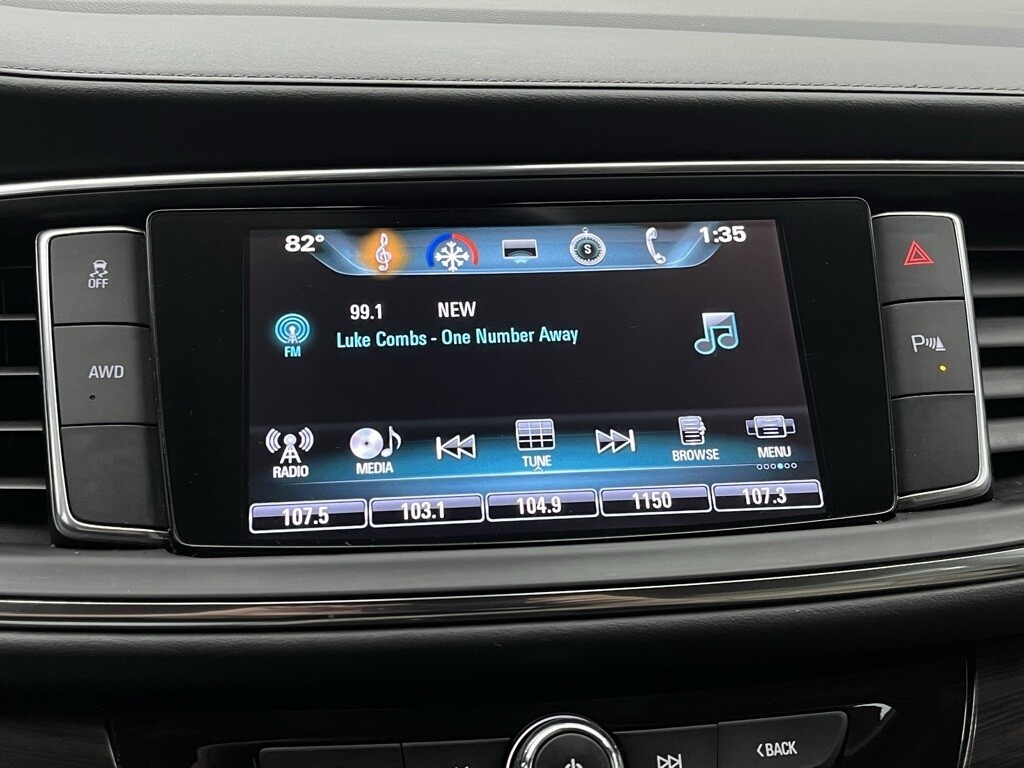 82° 1:35
S
OFF
99.1 NEW
FM
Luke Combs - One Number Away
AWD
P
RADIO MEDIA TUNE BROWSE MENU
107.5 103.1 104.9 1150 107.3
BACK